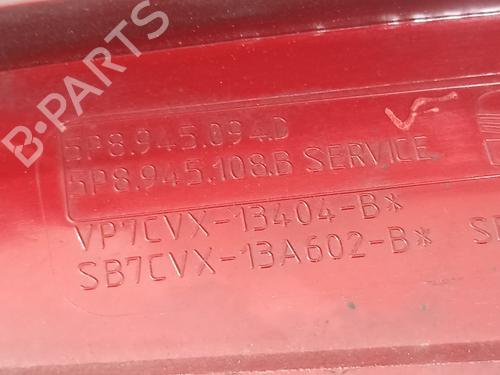 5P8.945.094.D
5P8.945.108.B SERVICE
VP7CVX-13404-B*
SB7CVX-13A602-B*
B-PARTS